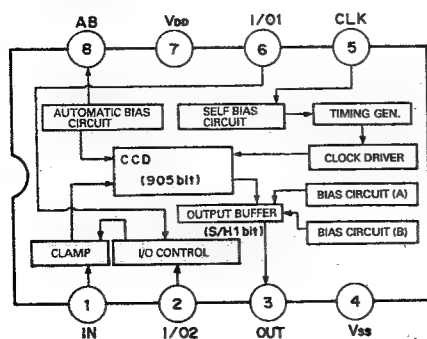 AB VDD I/O1 CLK
8 7 6 5
AUTOMATIC BIAS
CIRCUIT
SELF BIAS
CIRCUIT
TIMING GEN.
CCD
(905 bit)
CLOCK DRIVER
BIAS CIRCUIT (A)
OUTPUT BUFFER
(S/H 1 bit)
BIAS CIRCUIT (B)
CLAMP
I/O CONTROL
1 2 3 4
IN I/O2 OUT VSS